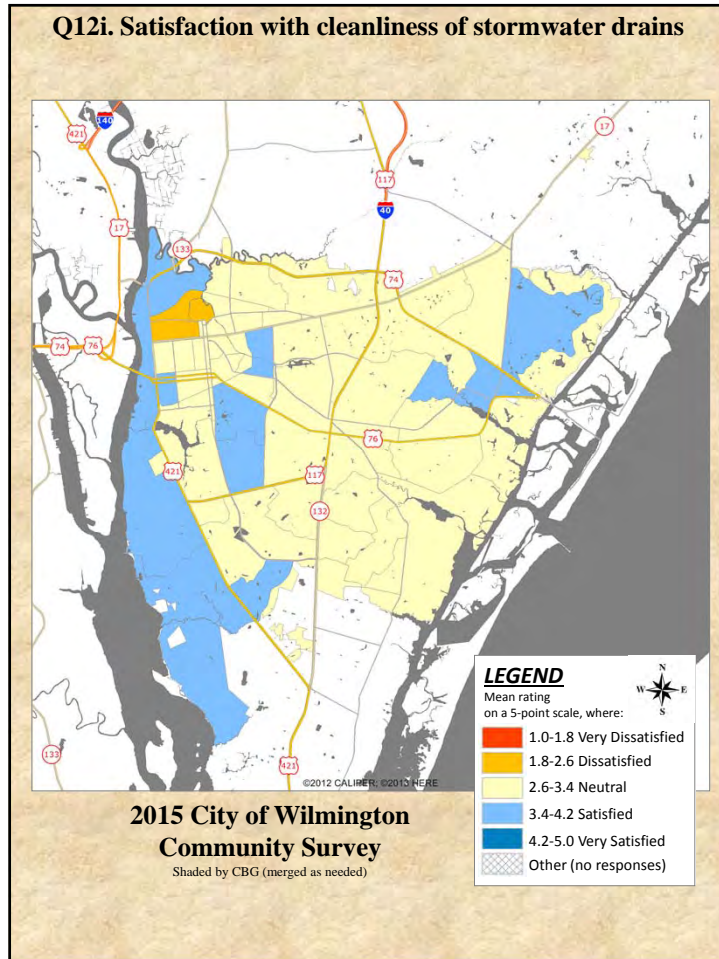 Q12i. Satisfaction with cleanliness of stormwater drains
140
421
17
117
40
17
133
74
74
76
76
421
117
132
133
421
©2012 CALIPER; ©2013 HERE
LEGEND
Mean rating
on a 5-point scale, where:
N
W E
S
1.0-1.8 Very Dissatisfied
1.8-2.6 Dissatisfied
2.6-3.4 Neutral
3.4-4.2 Satisfied
4.2-5.0 Very Satisfied
Other (no responses)
2015 City of Wilmington
Community Survey
Shaded by CBG (merged as needed)